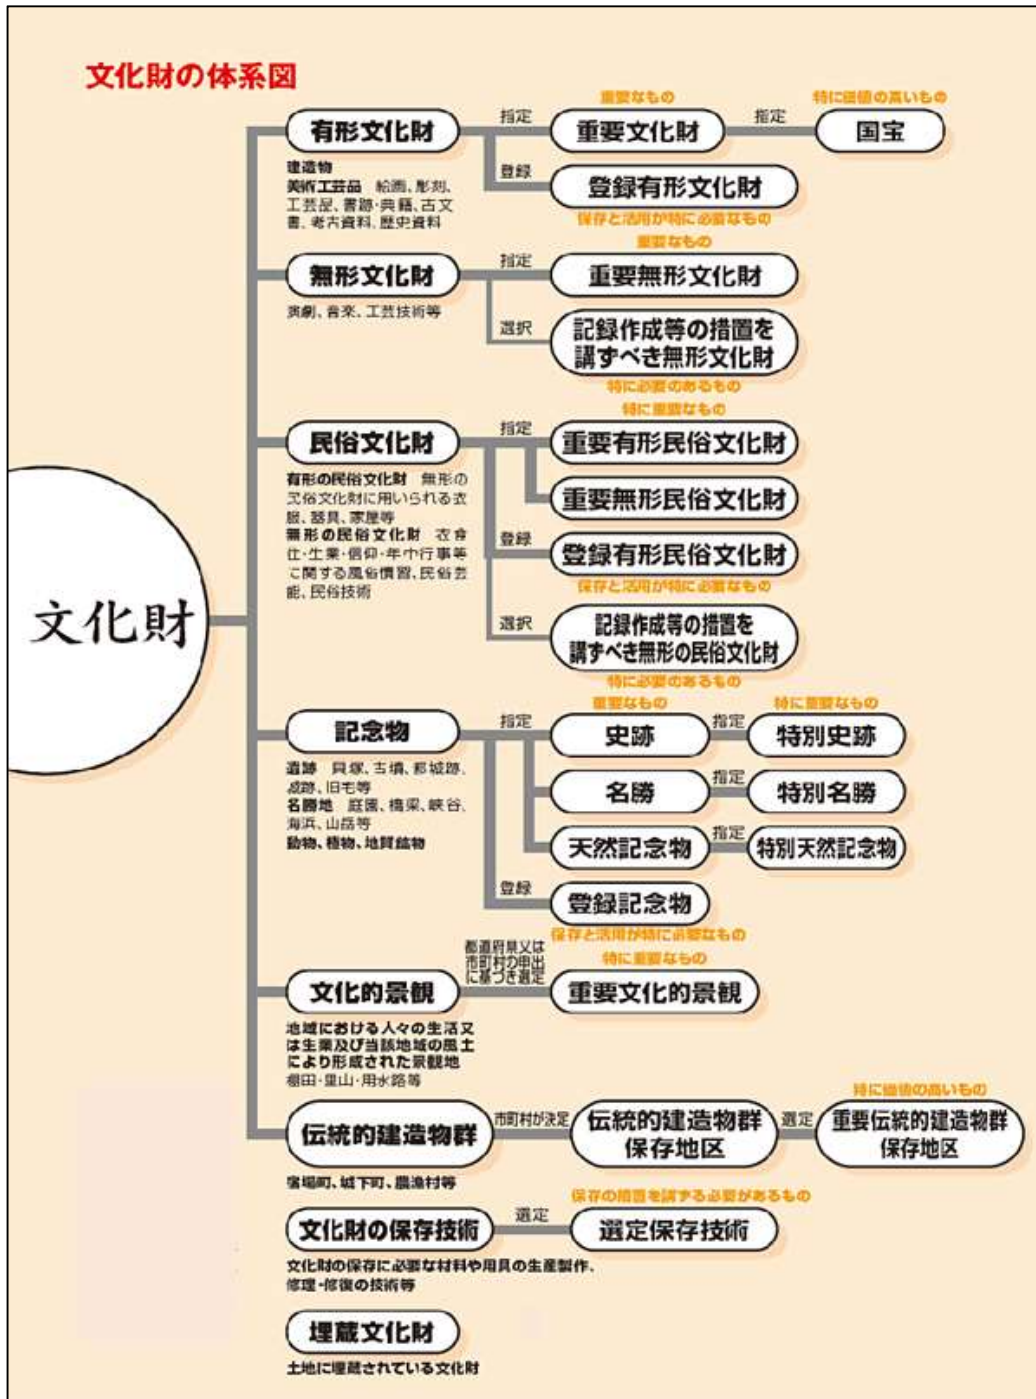 文化財の体系図
文化財
有形文化財
建造物
美術工芸品 絵画、彫刻、
工芸品、書跡・典籍、古文
書、考古資料、歴史資料
指定
重要なもの
重要文化財
指定
特に価値の高いもの
国宝
登録
登録有形文化財
保存と活用が特に必要なもの
無形文化財
演劇、音楽、工芸技術等
指定
重要なもの
重要無形文化財
選択
記録作成等の措置を
講ずべき無形文化財
特に必要のあるもの
民俗文化財
有形の民俗文化財 無形の
民俗文化財に用いられる衣
服、器具、家屋等
無形の民俗文化財 衣食
住・生業・信仰・年中行事等
に関する風俗慣習、民俗芸
能、民俗技術
指定
特に重要なもの
重要有形民俗文化財
重要無形民俗文化財
登録
登録有形民俗文化財
保存と活用が特に必要なもの
選択
記録作成等の措置を
講ずべき無形の民俗文化財
特に必要のあるもの
記念物
遺跡 貝塚、古墳、都城跡、
城跡、旧宅等
名勝地 庭園、橋梁、峡谷、
海浜、山岳等
動物、植物、地質鉱物
指定
重要なもの
史跡
指定
特に重要なもの
特別史跡
名勝
指定
特別名勝
天然記念物
指定
特別天然記念物
登録
登録記念物
保存と活用が特に必要なもの
文化的景観
地域における人々の生活又
は生業及び当該地域の風土
により形成された景観地
棚田・里山・用水路等
都道府県又は
市町村の申出
に基づき選定
特に重要なもの
重要文化的景観
伝統的建造物群
宿場町、城下町、農漁村等
市町村が決定
伝統的建造物群
保存地区
選定
特に価値の高いもの
重要伝統的建造物群
保存地区
文化財の保存技術
文化財の保存に必要な材料や用具の生産製作、
修理・修復の技術等
選定
保存の措置を講ずる必要があるもの
選定保存技術
埋蔵文化財
土地に埋蔵されている文化財